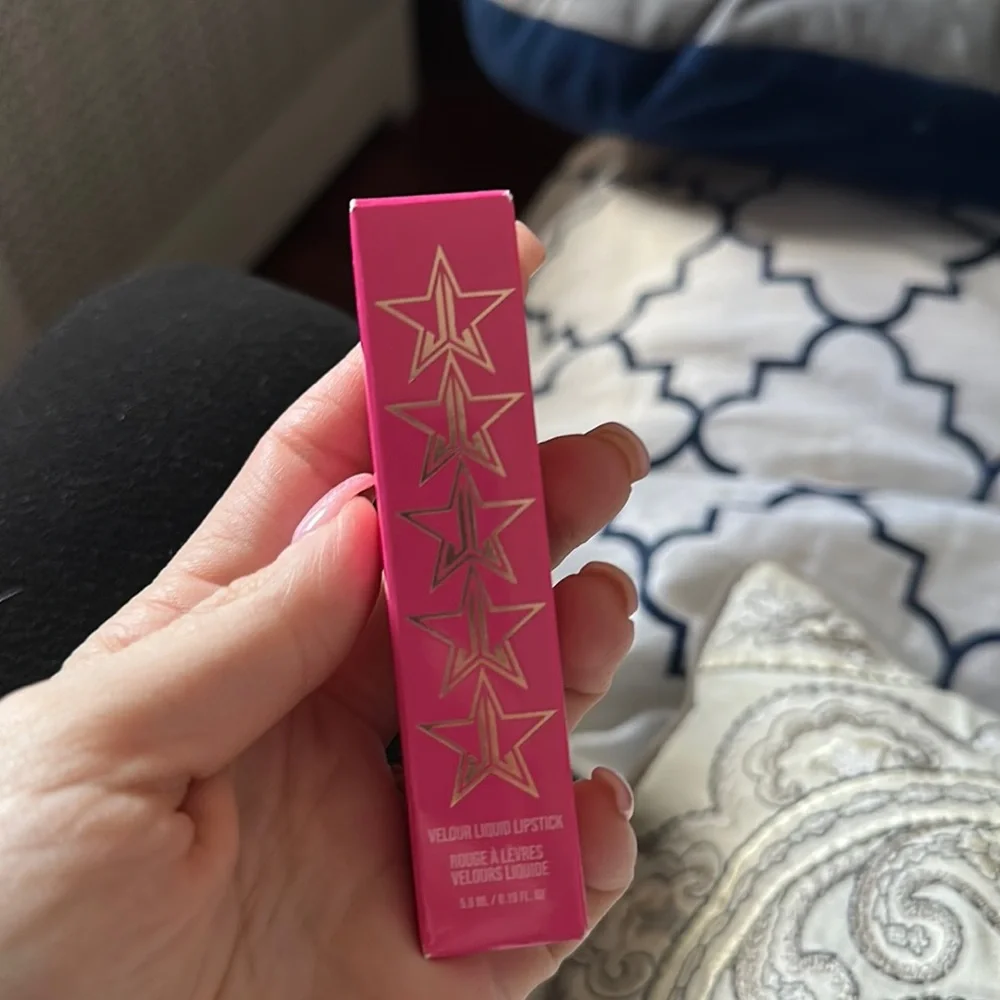 VELOUR LIQUID LIPSTICK
ROUGE À LÈVRES
VELOURS LIQUIDE
5.6 ML / 0.19 FL. OZ